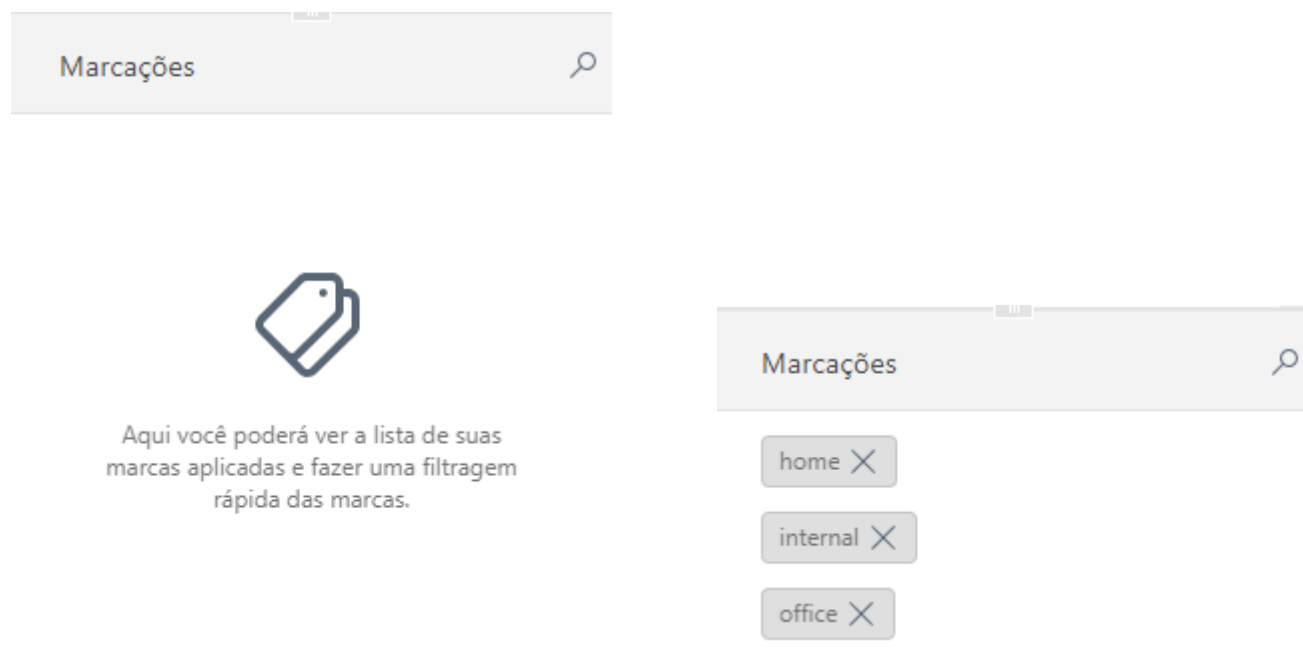 Marcações
Aqui você poderá ver a lista de suas
marcas aplicadas e fazer uma filtragem
rápida das marcas.
Marcações
home
internal
office